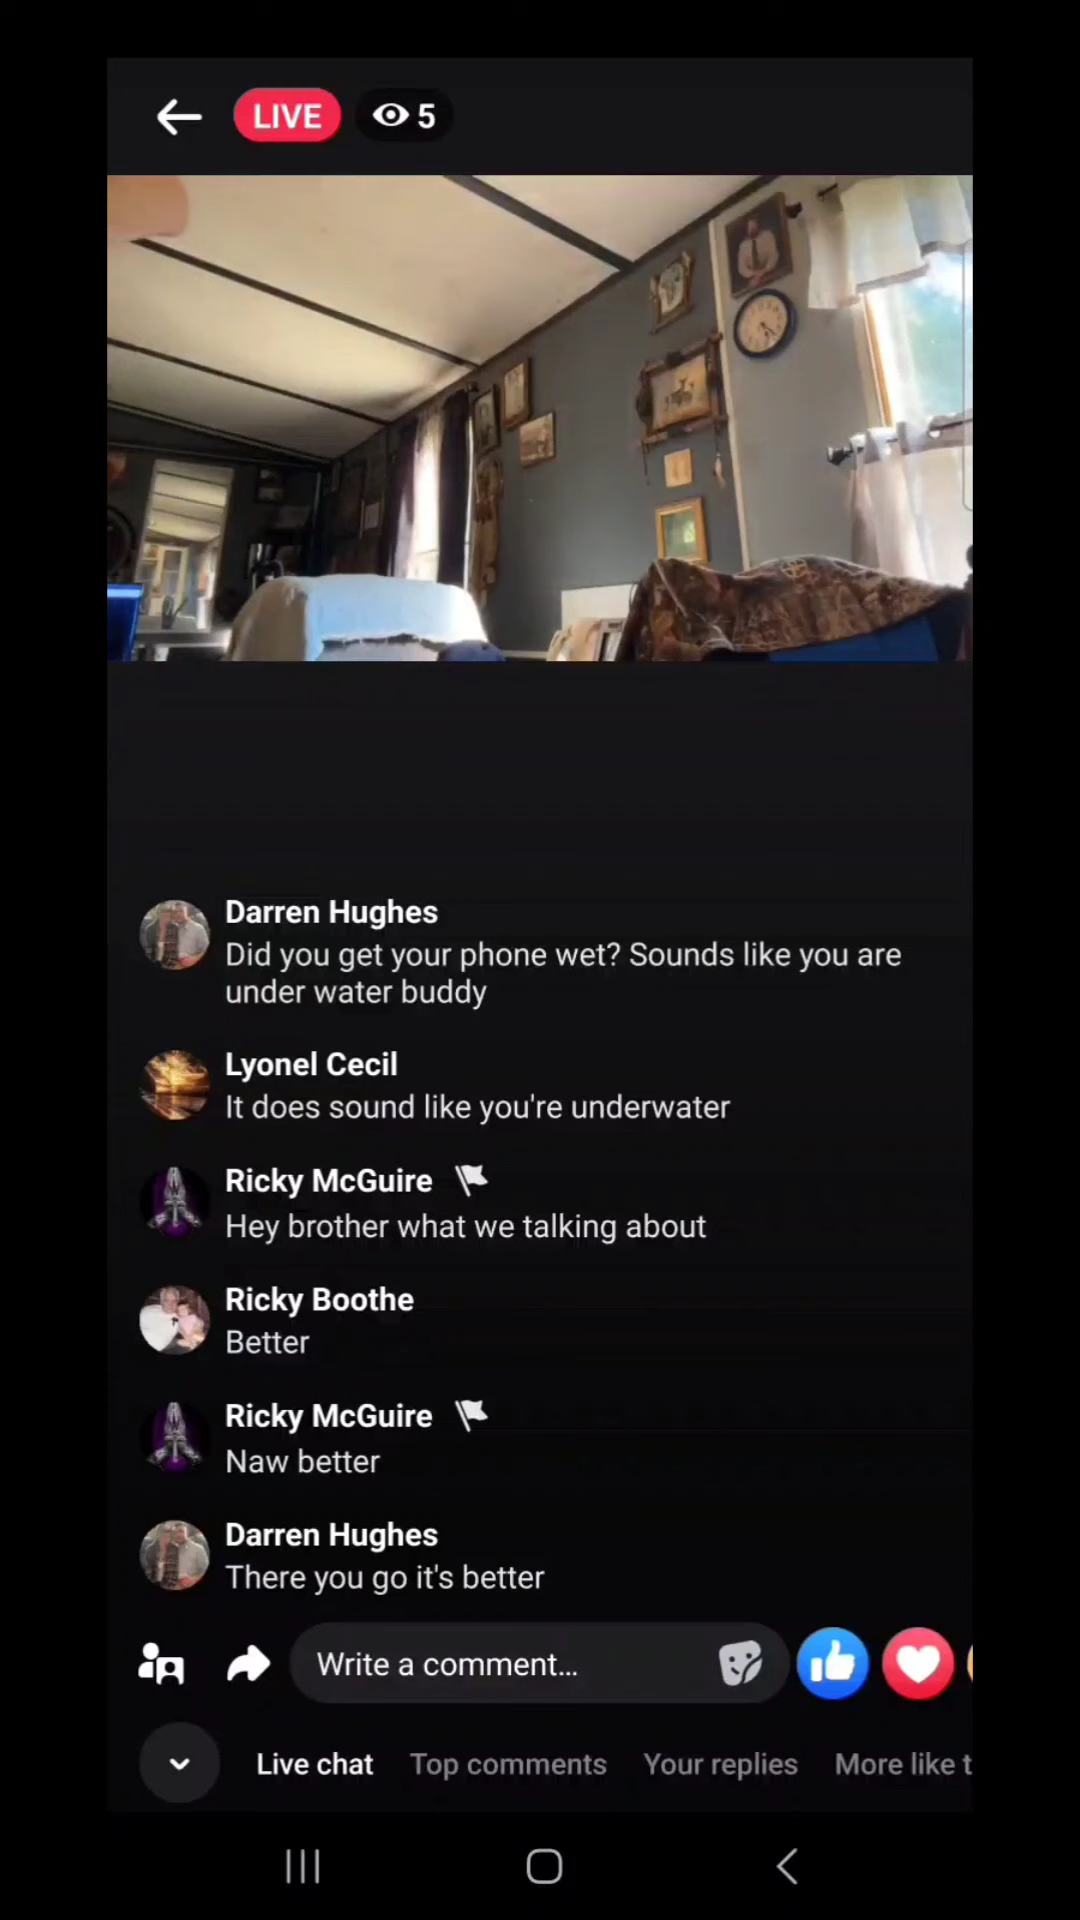 LIVE 5
Darren Hughes
Did you get your phone wet? Sounds like you are
under water buddy
Lyonel Cecil
It does sound like you're underwater
Ricky McGuire
Hey brother what we talking about
Ricky Boothe
Better
Ricky McGuire
Naw better
Darren Hughes
There you go it's better
Write a comment...
Live chat Top comments Your replies More like t